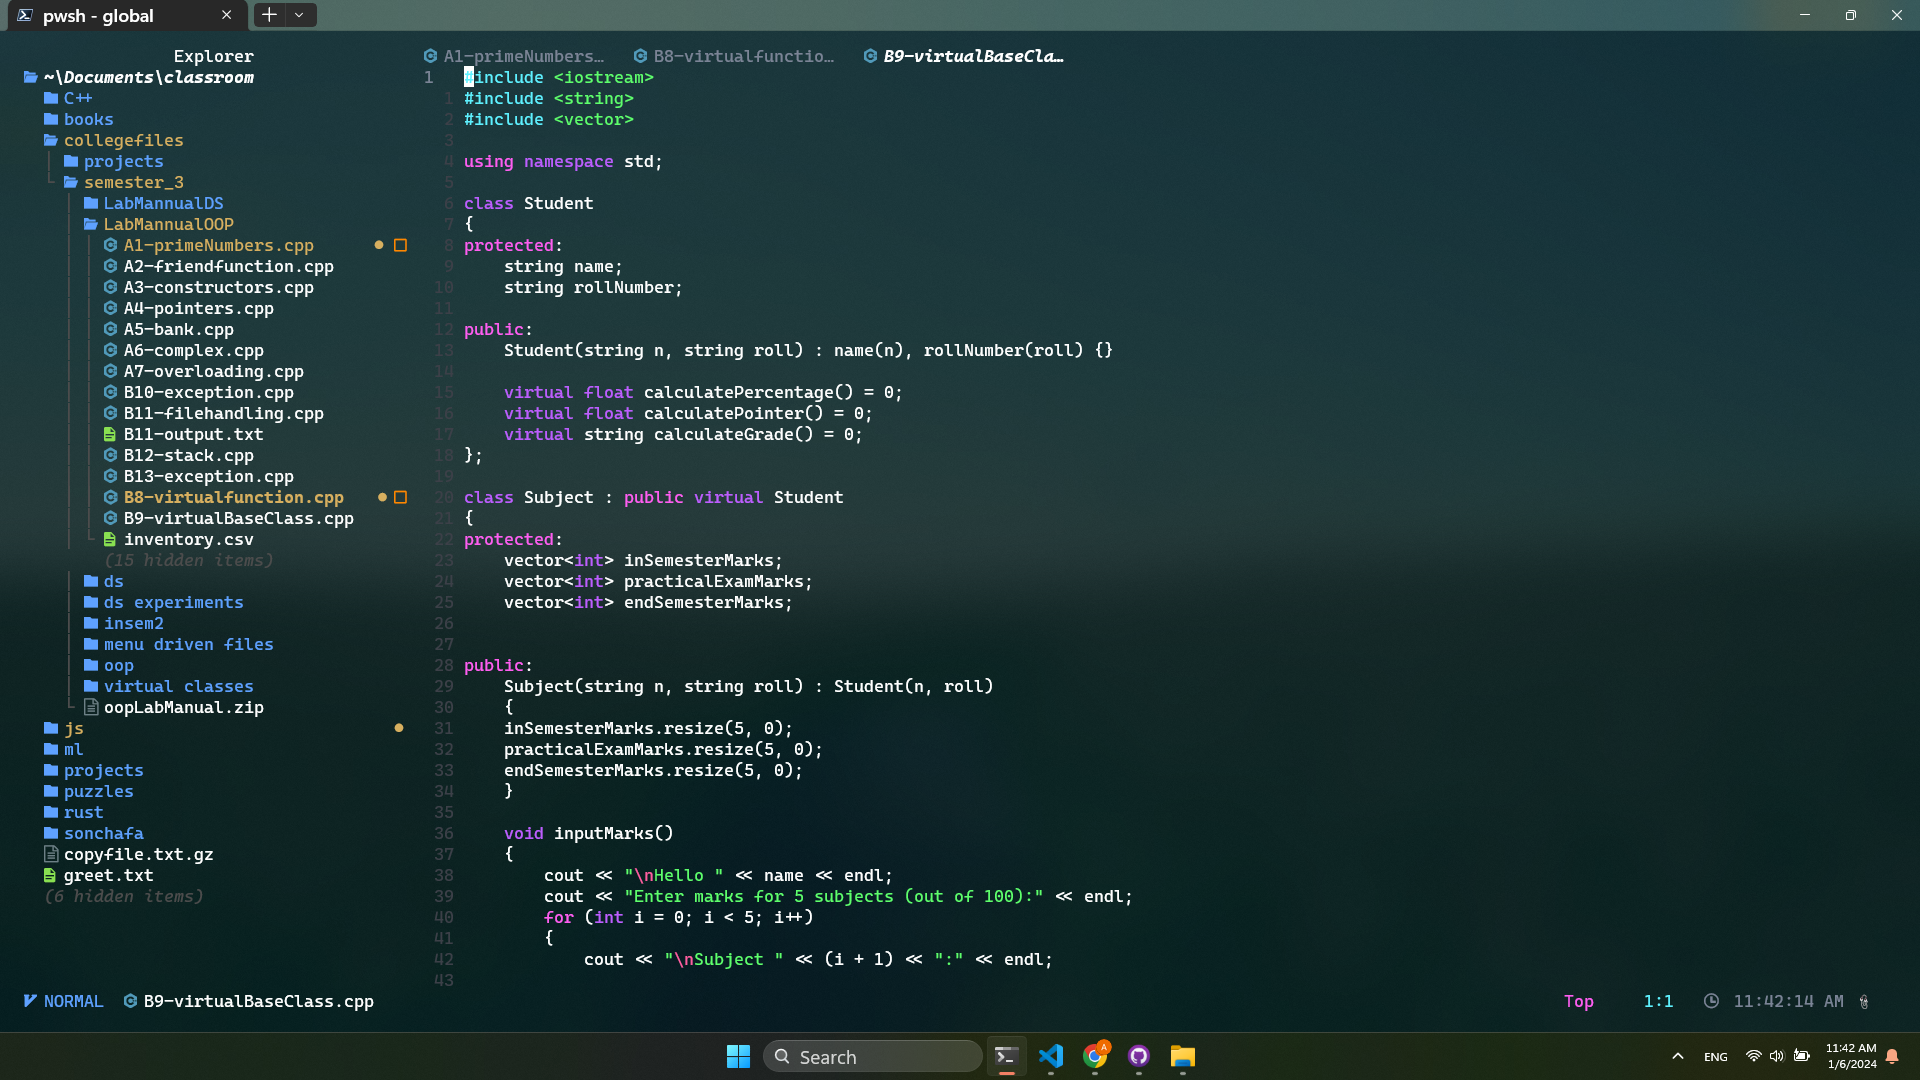 pwsh - global
Explorer
~\Documents\classroom
C++
books
collegefiles
projects
semester_3
LabMannualDS
LabMannualOOP
A1-primeNumbers.cpp
A2-friendfunction.cpp
A3-constructors.cpp
A4-pointers.cpp
A5-bank.cpp
A6-complex.cpp
A7-overloading.cpp
B10-exception.cpp
B11-filehandling.cpp
B11-output.txt
B12-stack.cpp
B13-exception.cpp
B8-virtualfunction.cpp
B9-virtualBaseClass.cpp
inventory.csv
(15 hidden items)
ds
ds experiments
insem2
menu driven files
oop
virtual classes
oopLabManual.zip
js
ml
projects
puzzles
rust
sonchafa
copyfile.txt.gz
greet.txt
(6 hidden items)
A1-primeNumbers… B8-virtualfunctio… B9-virtualBaseCla…
1 #include <iostream>
1 #include <string>
2 #include <vector>
3
4 using namespace std;
5
6 class Student
7 {
8 protected:
9     string name;
10     string rollNumber;
11
12 public:
13     Student(string n, string roll) : name(n), rollNumber(roll) {}
14
15     virtual float calculatePercentage() = 0;
16     virtual float calculatePointer() = 0;
17     virtual string calculateGrade() = 0;
18 };
19
20 class Subject : public virtual Student
21 {
22 protected:
23     vector<int> inSemesterMarks;
24     vector<int> practicalExamMarks;
25     vector<int> endSemesterMarks;
26
27
28 public:
29     Subject(string n, string roll) : Student(n, roll)
30     {
31     inSemesterMarks.resize(5, 0);
32     practicalExamMarks.resize(5, 0);
33     endSemesterMarks.resize(5, 0);
34     }
35
36     void inputMarks()
37     {
38         cout << "\nHello " << name << endl;
39         cout << "Enter marks for 5 subjects (out of 100):" << endl;
40         for (int i = 0; i < 5; i++)
41         {
42             cout << "\nSubject " << (i + 1) << ":" << endl;
43
NORMAL B9-virtualBaseClass.cpp Top 1:1 11:42:14 AM
Search
A
ENG
11:42 AM
1/6/2024